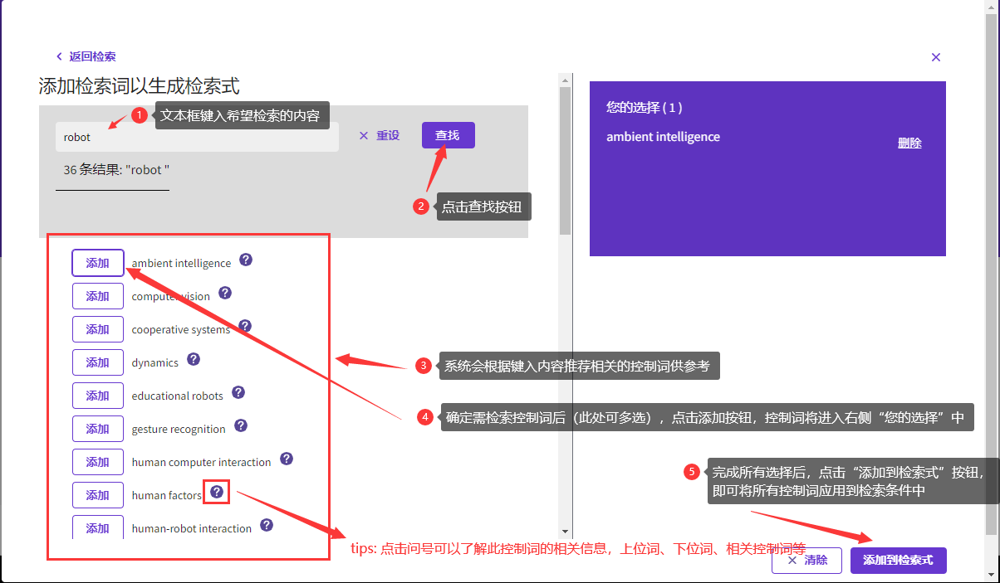 返回检索
添加检索词以生成检索式
1 文本框键入希望检索的内容
robot
重设
查找
36 条结果: "robot "
2 点击查找按钮
您的选择 ( 1 )
ambient intelligence
删除
添加 ambient intelligence ?
添加 computer vision ?
添加 cooperative systems ?
添加 dynamics ?
3 系统会根据键入内容推荐相关的控制词供参考
添加 educational robots ?
4 确定需检索控制词后（此处可多选），点击添加按钮，控制词将进入右侧“您的选择”中
添加 gesture recognition ?
添加 human computer interaction ?
5 完成所有选择后，点击“添加到检索式”按钮，
即可将所有控制词应用到检索条件中
添加 human factors ?
添加 human-robot interaction ?
tips: 点击问号可以了解此控制词的相关信息，上位词、下位词、相关控制词等
清除
添加到检索式